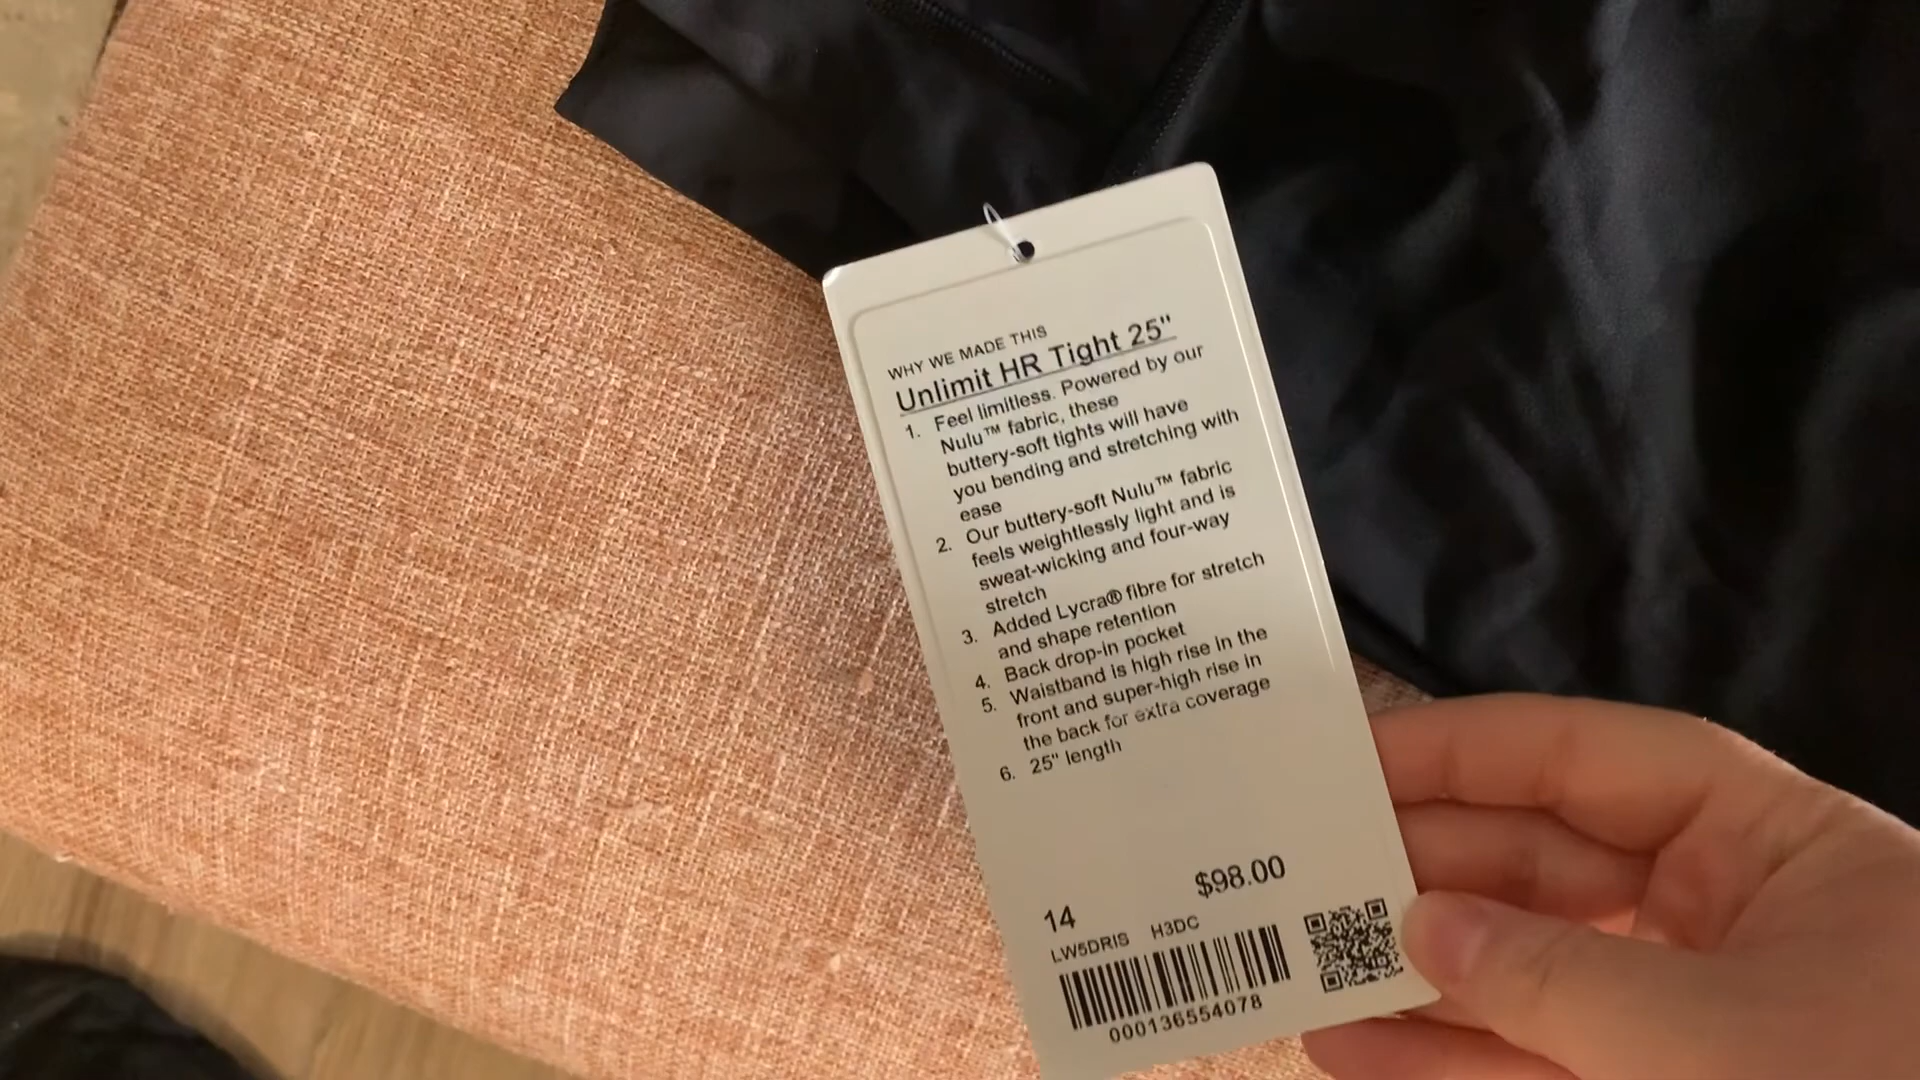 WHY WE MADE THIS
Unlimit HR Tight 25"
1. Feel limitless. Powered by our
Nulu™ fabric, these
buttery-soft tights will have
you bending and stretching with
ease
2. Our buttery-soft Nulu™ fabric
feels weightlessly light and is
sweat-wicking and four-way
stretch
3. Added Lycra® fibre for stretch
and shape retention
4. Back drop-in pocket
5. Waistband is high rise in the
front and super-high rise in
the back for extra coverage
6. 25" length
$98.00
14
LW5DRIS H3DC
000136554078